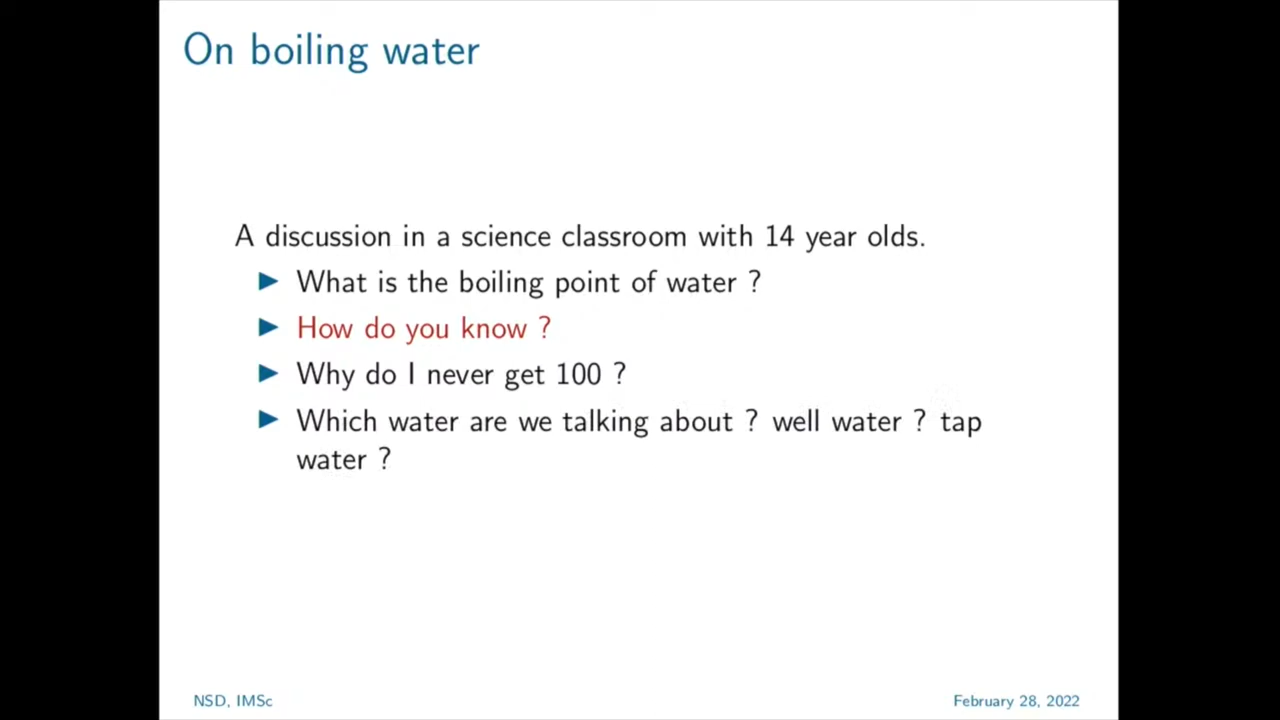 On boiling water
A discussion in a science classroom with 14 year olds.
▶ What is the boiling point of water ?
▶ How do you know ?
▶ Why do I never get 100 ?
▶ Which water are we talking about ? well water ? tap
water ?
NSD, IMSc
February 28, 2022